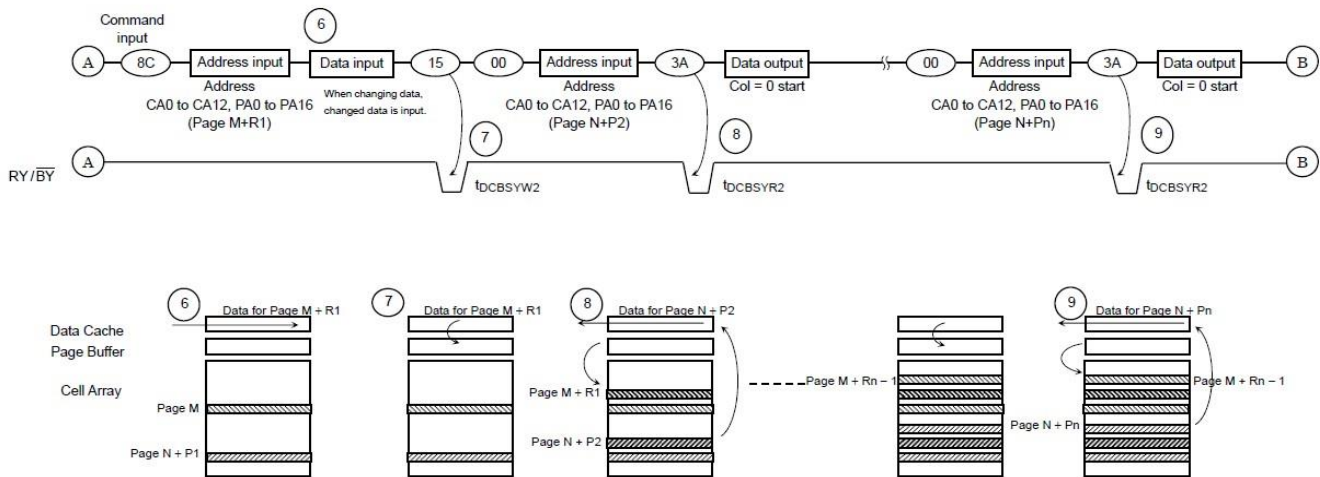 Command
input
6
A
8C
Address input
Data input
15
00
Address input
3A
Data output
00
Address input
3A
Data output
B
Address
CA0 to CA12, PA0 to PA16
(Page M+R1)
When changing data,
changed data is input.
Address
CA0 to CA12, PA0 to PA16
(Page N+P2)
Col = 0 start
Address
CA0 to CA12, PA0 to PA16
(Page N+Pn)
Col = 0 start
7
8
9
RY/BY
A
B
tDCBSYW2
tDCBSYR2
tDCBSYR2
6
Data for Page M + R1
7
Data for Page M + R1
8
Data for Page N + P2
9
Data for Page N + Pn
Data Cache
Page Buffer
Cell Array
Page M
Page N + P1
Page M + R1
Page N + P2
Page M + Rn − 1
Page M + Rn − 1
Page N + Pn